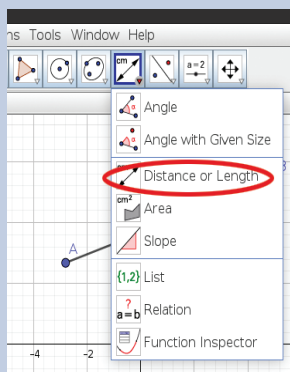 ns Tools Window Help
cm
a=2
Angle
Angle with Given Size
Distance or Length
cm²
Area
Slope
{1,2} List
?
a=b Relation
Function Inspector
A
-4 -2